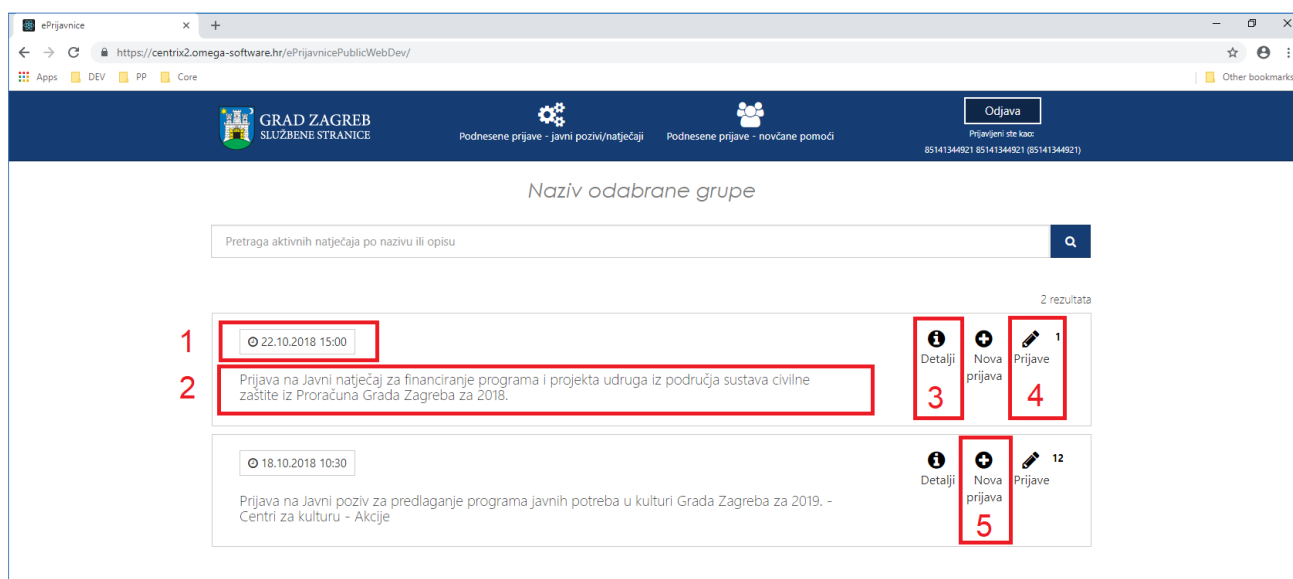 ePrijavnice
https://centrix2.omega-software.hr/ePrijavnicePublicWebDev/
Apps DEV PP Core Other bookmarks
GRAD ZAGREB
SLUŽBENE STRANICE
Podnesene prijave - javni pozivi/natječaji
Podnesene prijave - novčane pomoći
Odjava
Prijavljeni ste kao:
85141344921 85141344921 (85141344921)
Naziv odabrane grupe
Pretraga aktivnih natječaja po nazivu ili opisu
2 rezultata
1
22.10.2018 15:00
2
Prijava na Javni natječaj za financiranje programa i projekta udruga iz područja sustava civilne
zaštite iz Proračuna Grada Zagreba za 2018.
Detalji
3
Nova
prijava
1
Prijave
4
18.10.2018 10:30
Prijava na Javni poziv za predlaganje programa javnih potreba u kulturi Grada Zagreba za 2019. -
Centri za kulturu - Akcije
Detalji
Nova
prijava
5
12
Prijave